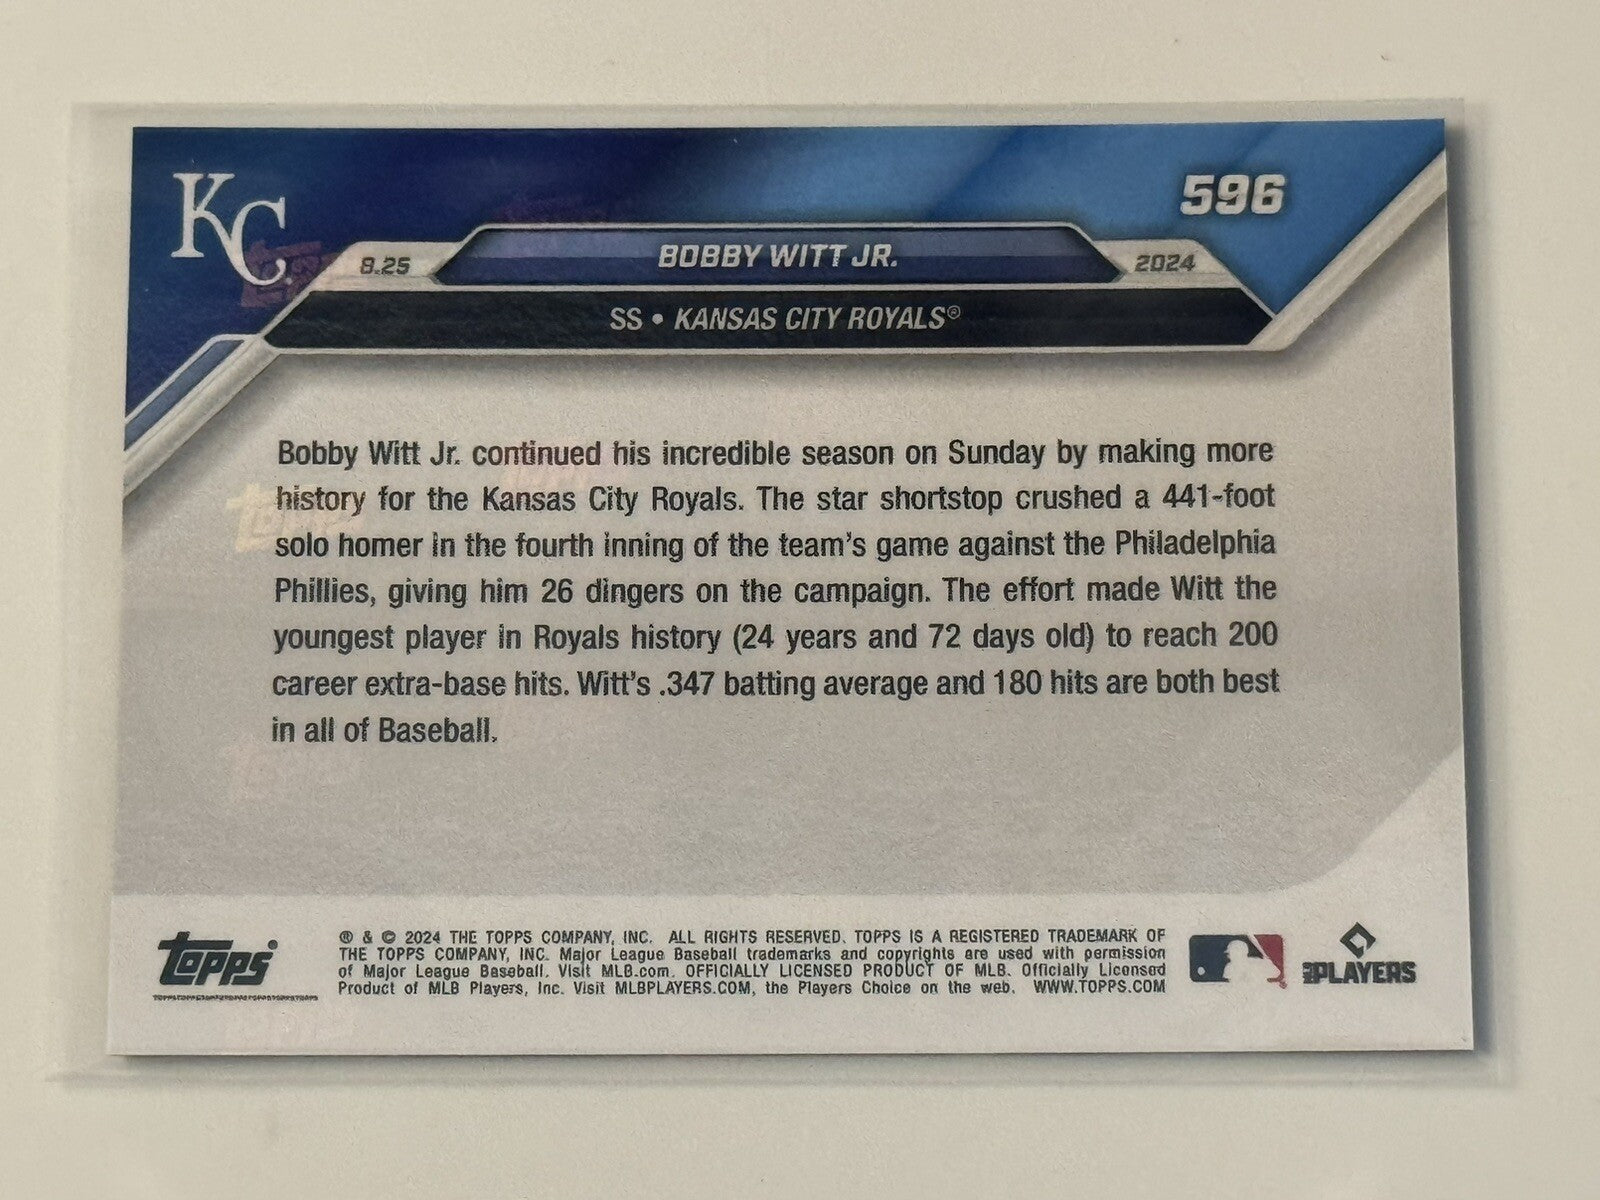 KC
596
8.25
BOBBY WITT JR.
2024
SS • KANSAS CITY ROYALS®
Bobby Witt Jr. continued his incredible season on Sunday by making more
history for the Kansas City Royals. The star shortstop crushed a 441-foot
solo homer in the fourth inning of the team's game against the Philadelphia
Phillies, giving him 26 dingers on the campaign. The effort made Witt the
youngest player in Royals history (24 years and 72 days old) to reach 200
career extra-base hits. Witt's .347 batting average and 180 hits are both best
in all of Baseball.
topps
® & © 2024 THE TOPPS COMPANY, INC. ALL RIGHTS RESERVED. TOPPS IS A REGISTERED TRADEMARK OF
THE TOPPS COMPANY, INC. Major League Baseball trademarks and copyrights are used with permission
of Major League Baseball. Visit MLB.com. OFFICIALLY LICENSED PRODUCT OF MLB. Officially Licensed
Product of MLB Players, Inc. Visit MLBPLAYERS.COM, the Players Choice on the web. WWW.TOPPS.COM
PLAYERS